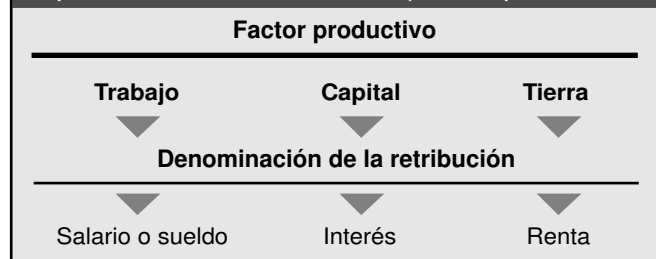 Factor productivo
Trabajo Capital Tierra
Denominación de la retribución
Salario o sueldo Interés Renta